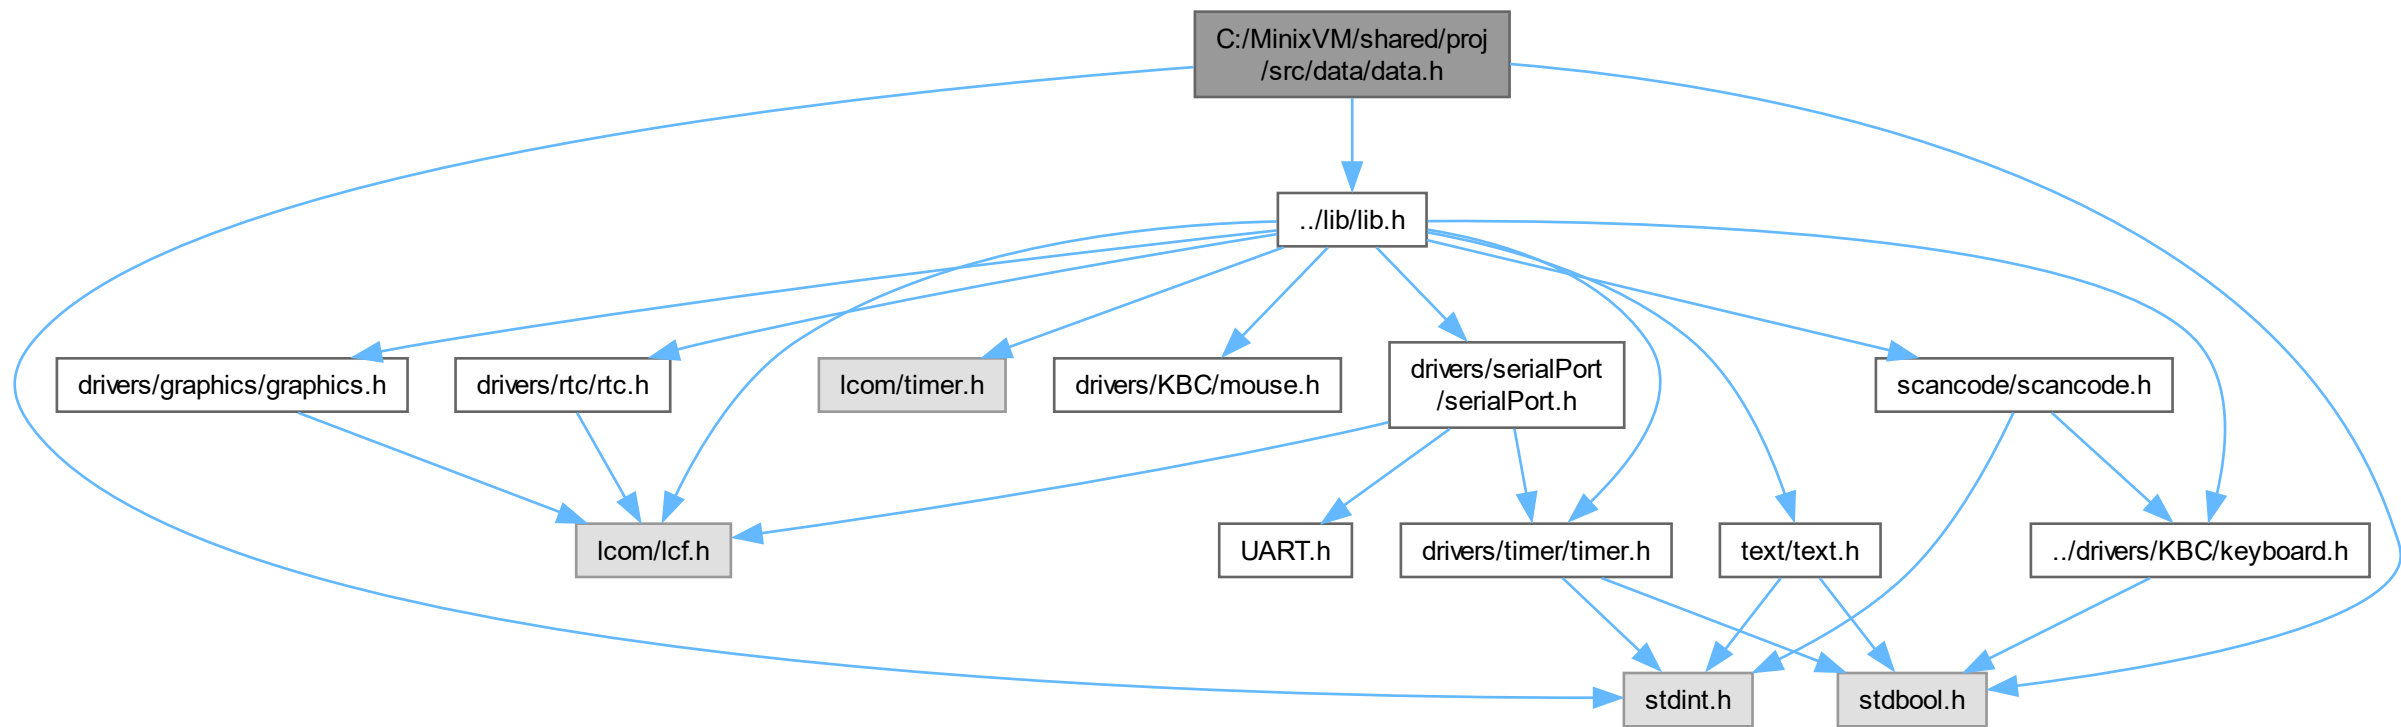 C:/MinixVM/shared/proj
/src/data/data.h
../lib/lib.h
drivers/graphics/graphics.h
drivers/rtc/rtc.h
lcom/timer.h
drivers/KBC/mouse.h
drivers/serialPort
/serialPort.h
scancode/scancode.h
lcom/lcf.h
UART.h
drivers/timer/timer.h
text/text.h
../drivers/KBC/keyboard.h
stdint.h
stdbool.h